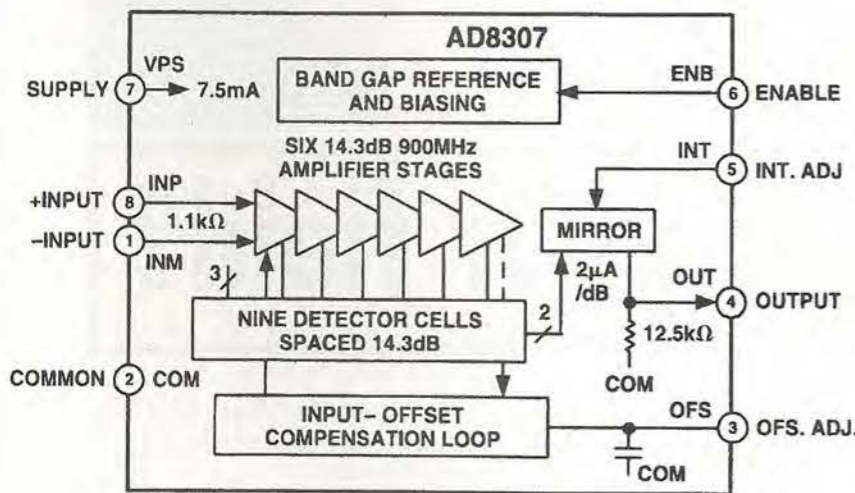 AD8307
SUPPLY 7 VPS 7.5mA
BAND GAP REFERENCE
AND BIASING
ENB 6 ENABLE
SIX 14.3dB 900MHz
AMPLIFIER STAGES
INT 5 INT. ADJ
+INPUT 8 INP
1.1kΩ
–INPUT 1 INM
MIRROR
3
2µA
/dB
OUT 4 OUTPUT
NINE DETECTOR CELLS
SPACED 14.3dB
2
12.5kΩ
COM
COMMON 2 COM
INPUT– OFFSET
COMPENSATION LOOP
OFS 3 OFS. ADJ.
COM